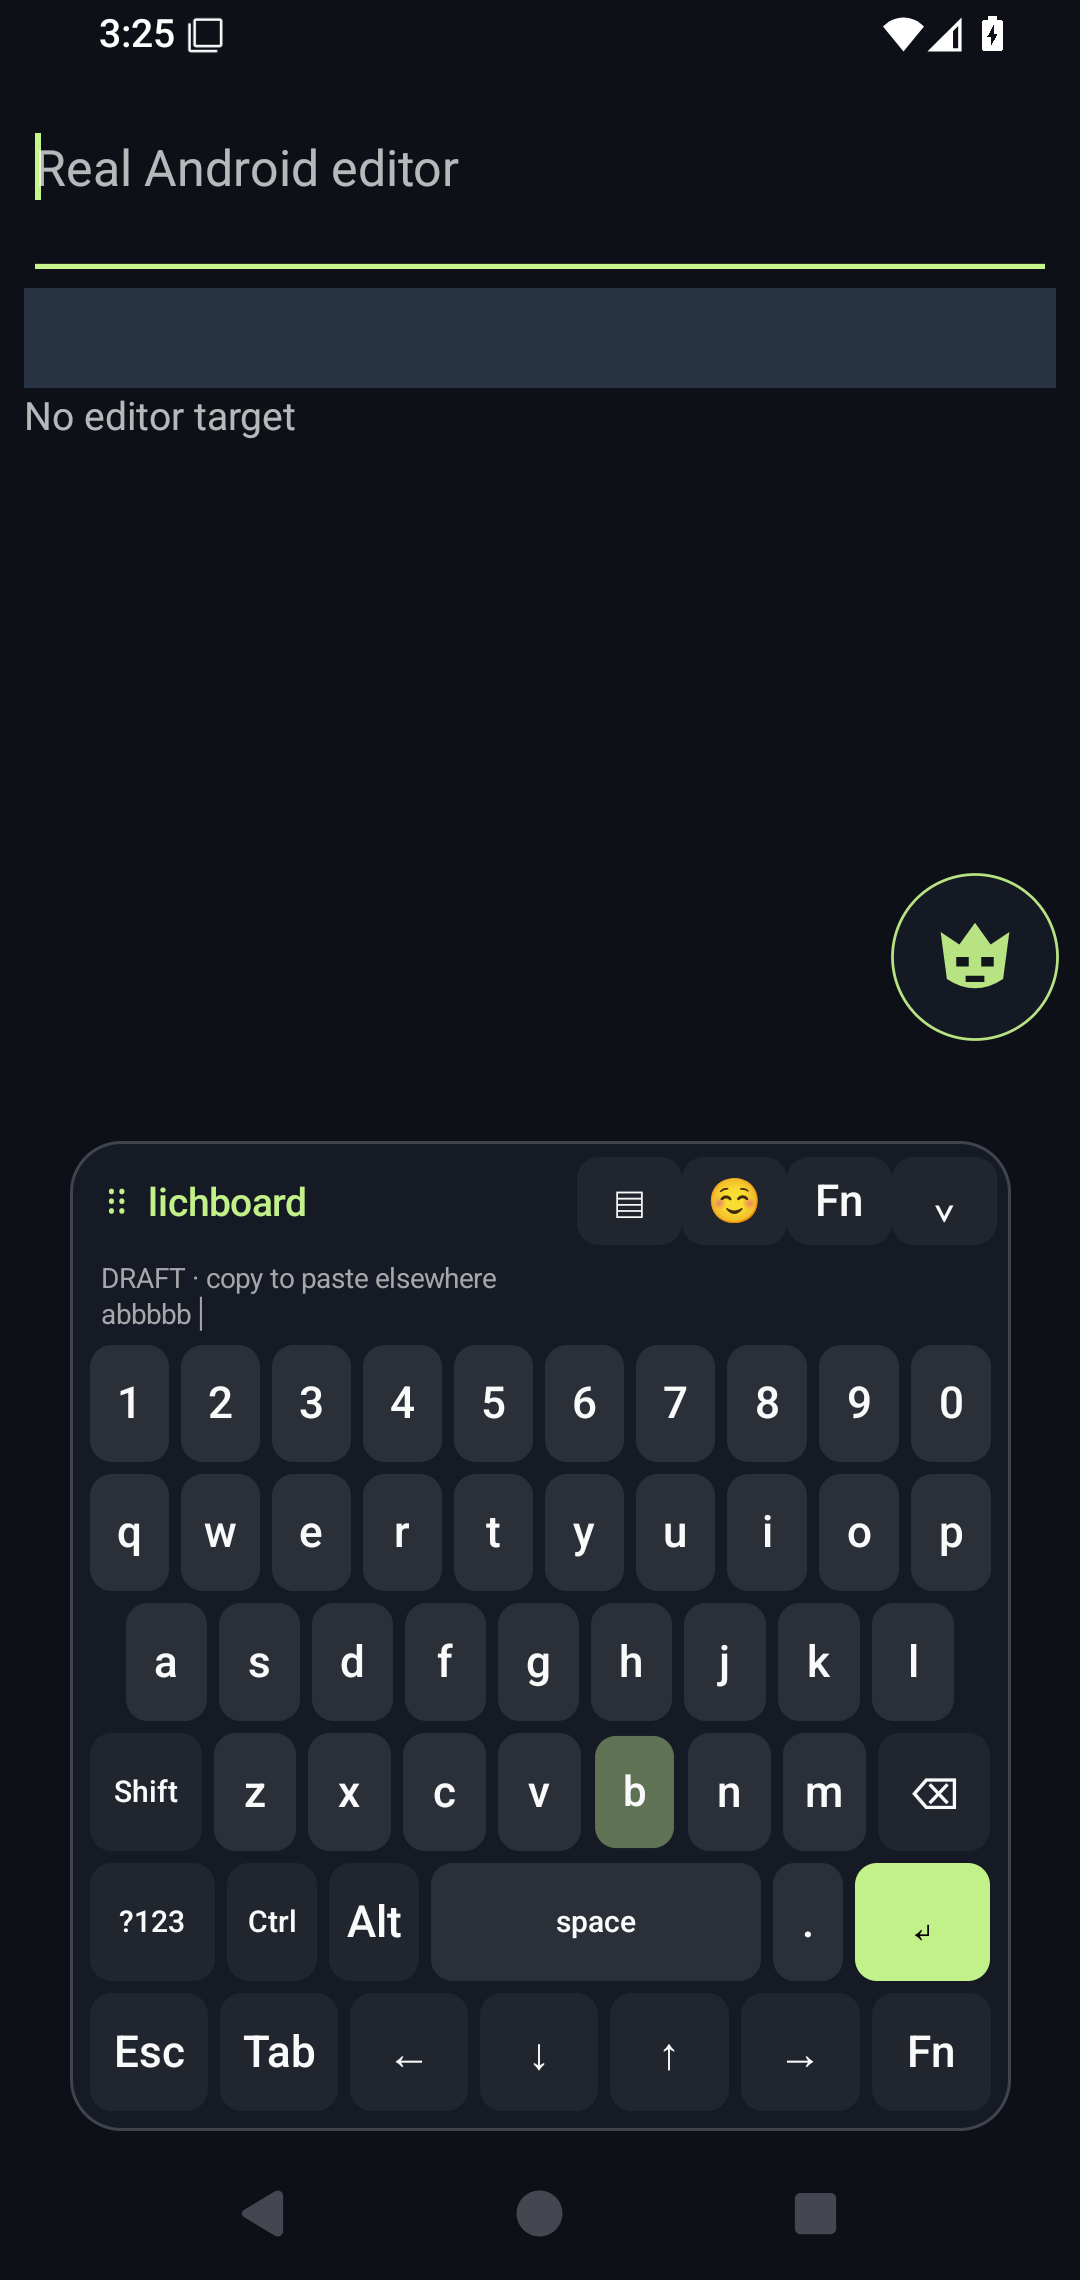 3:25
Real Android editor
No editor target
lichboard
Fn
DRAFT · copy to paste elsewhere
abbbbb
1 2 3 4 5 6 7 8 9 0
q w e r t y u i o p
a s d f g h j k l
Shift z x c v b n m
?123 Ctrl Alt space . ↵
Esc Tab ← ↓ ↑ → Fn